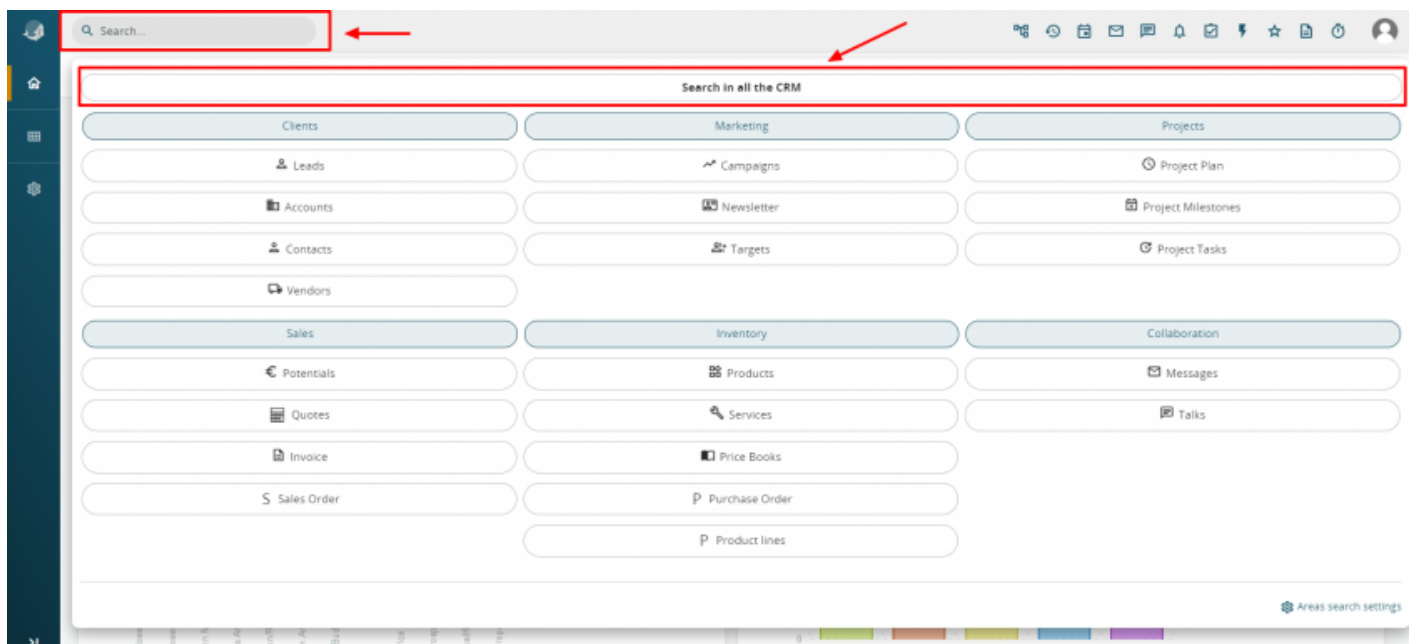 Search...
Search in all the CRM
Clients Marketing Projects
Leads Campaigns Project Plan
Accounts Newsletter Project Milestones
Contacts Targets Project Tasks
Vendors
Sales Inventory Collaboration
€ Potentials Products Messages
Quotes Services Talks
Invoice Price Books
S Sales Order P Purchase Order
P Product lines
Areas search settings